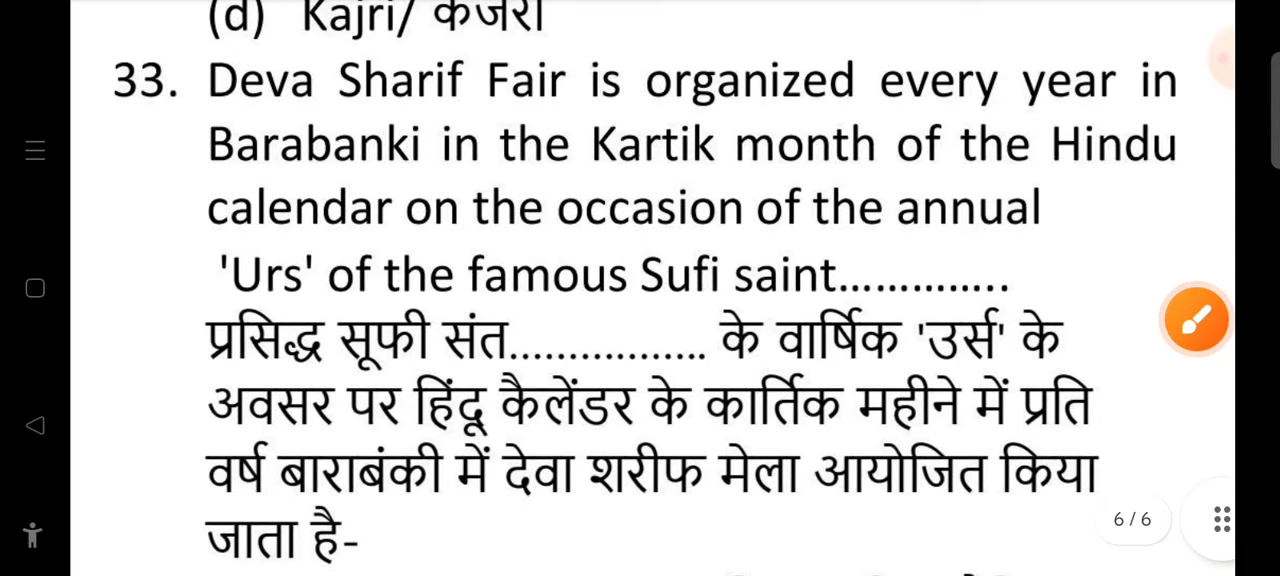 (d) Kajri/ कजरी
33. Deva Sharif Fair is organized every year in
Barabanki in the Kartik month of the Hindu
calendar on the occasion of the annual
'Urs' of the famous Sufi saint..............
प्रसिद्ध सूफी संत................. के वार्षिक 'उर्स' के
अवसर पर हिंदू कैलेंडर के कार्तिक महीने में प्रति
वर्ष बाराबंकी में देवा शरीफ मेला आयोजित किया
जाता है-
6 / 6